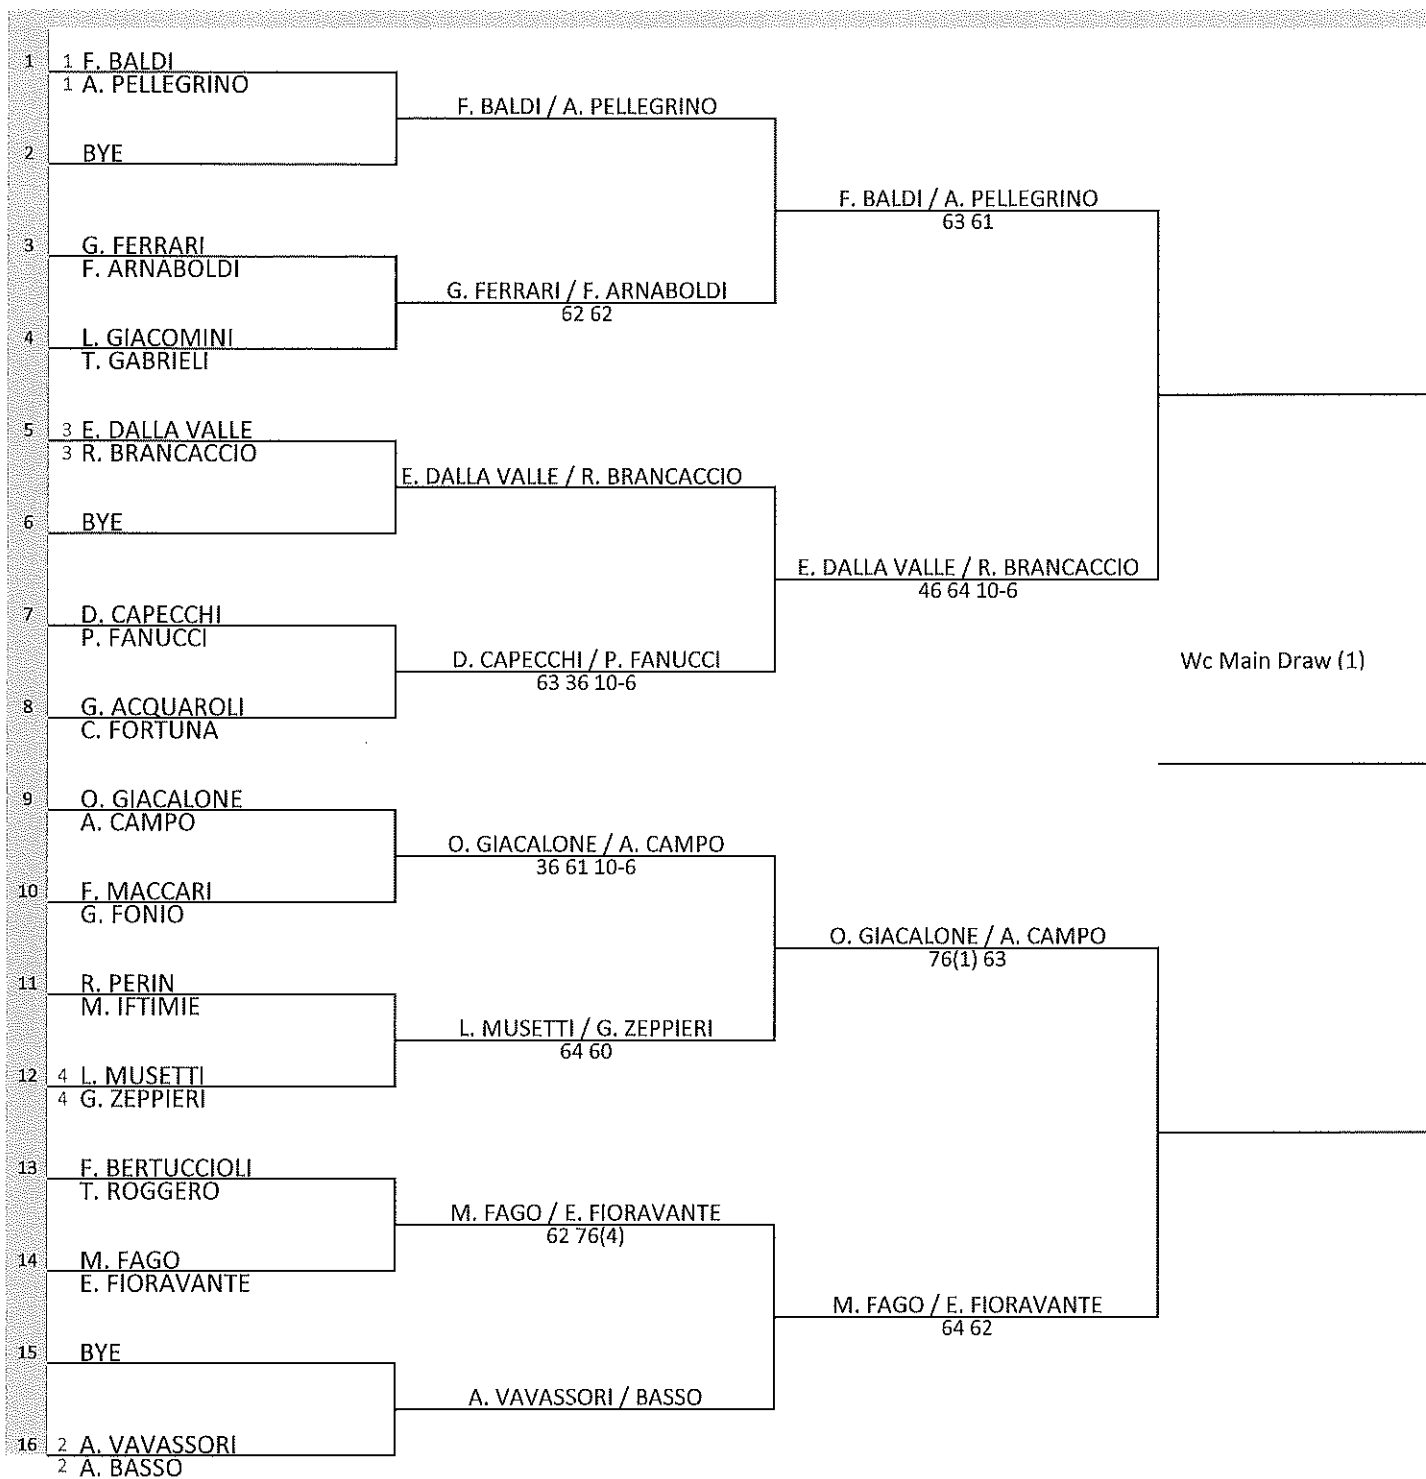 1 1 F. BALDI
1 A. PELLEGRINO
F. BALDI / A. PELLEGRINO
2 BYE
F. BALDI / A. PELLEGRINO
63 61
3 G. FERRARI
F. ARNABOLDI
G. FERRARI / F. ARNABOLDI
62 62
4 L. GIACOMINI
T. GABRIELI
5 3 E. DALLA VALLE
3 R. BRANCACCIO
E. DALLA VALLE / R. BRANCACCIO
6 BYE
E. DALLA VALLE / R. BRANCACCIO
46 64 10-6
7 D. CAPECCHI
P. FANUCCI
D. CAPECCHI / P. FANUCCI
63 36 10-6
Wc Main Draw (1)
8 G. ACQUAROLI
C. FORTUNA
9 O. GIACALONE
A. CAMPO
O. GIACALONE / A. CAMPO
36 61 10-6
10 F. MACCARI
G. FONIO
O. GIACALONE / A. CAMPO
76(1) 63
11 R. PERIN
M. IFTIMIE
L. MUSETTI / G. ZEPPIERI
64 60
12 4 L. MUSETTI
4 G. ZEPPIERI
13 F. BERTUCCIOLI
T. ROGGERO
M. FAGO / E. FIORAVANTE
62 76(4)
14 M. FAGO
E. FIORAVANTE
M. FAGO / E. FIORAVANTE
64 62
15 BYE
A. VAVASSORI / BASSO
16 2 A. VAVASSORI
2 A. BASSO